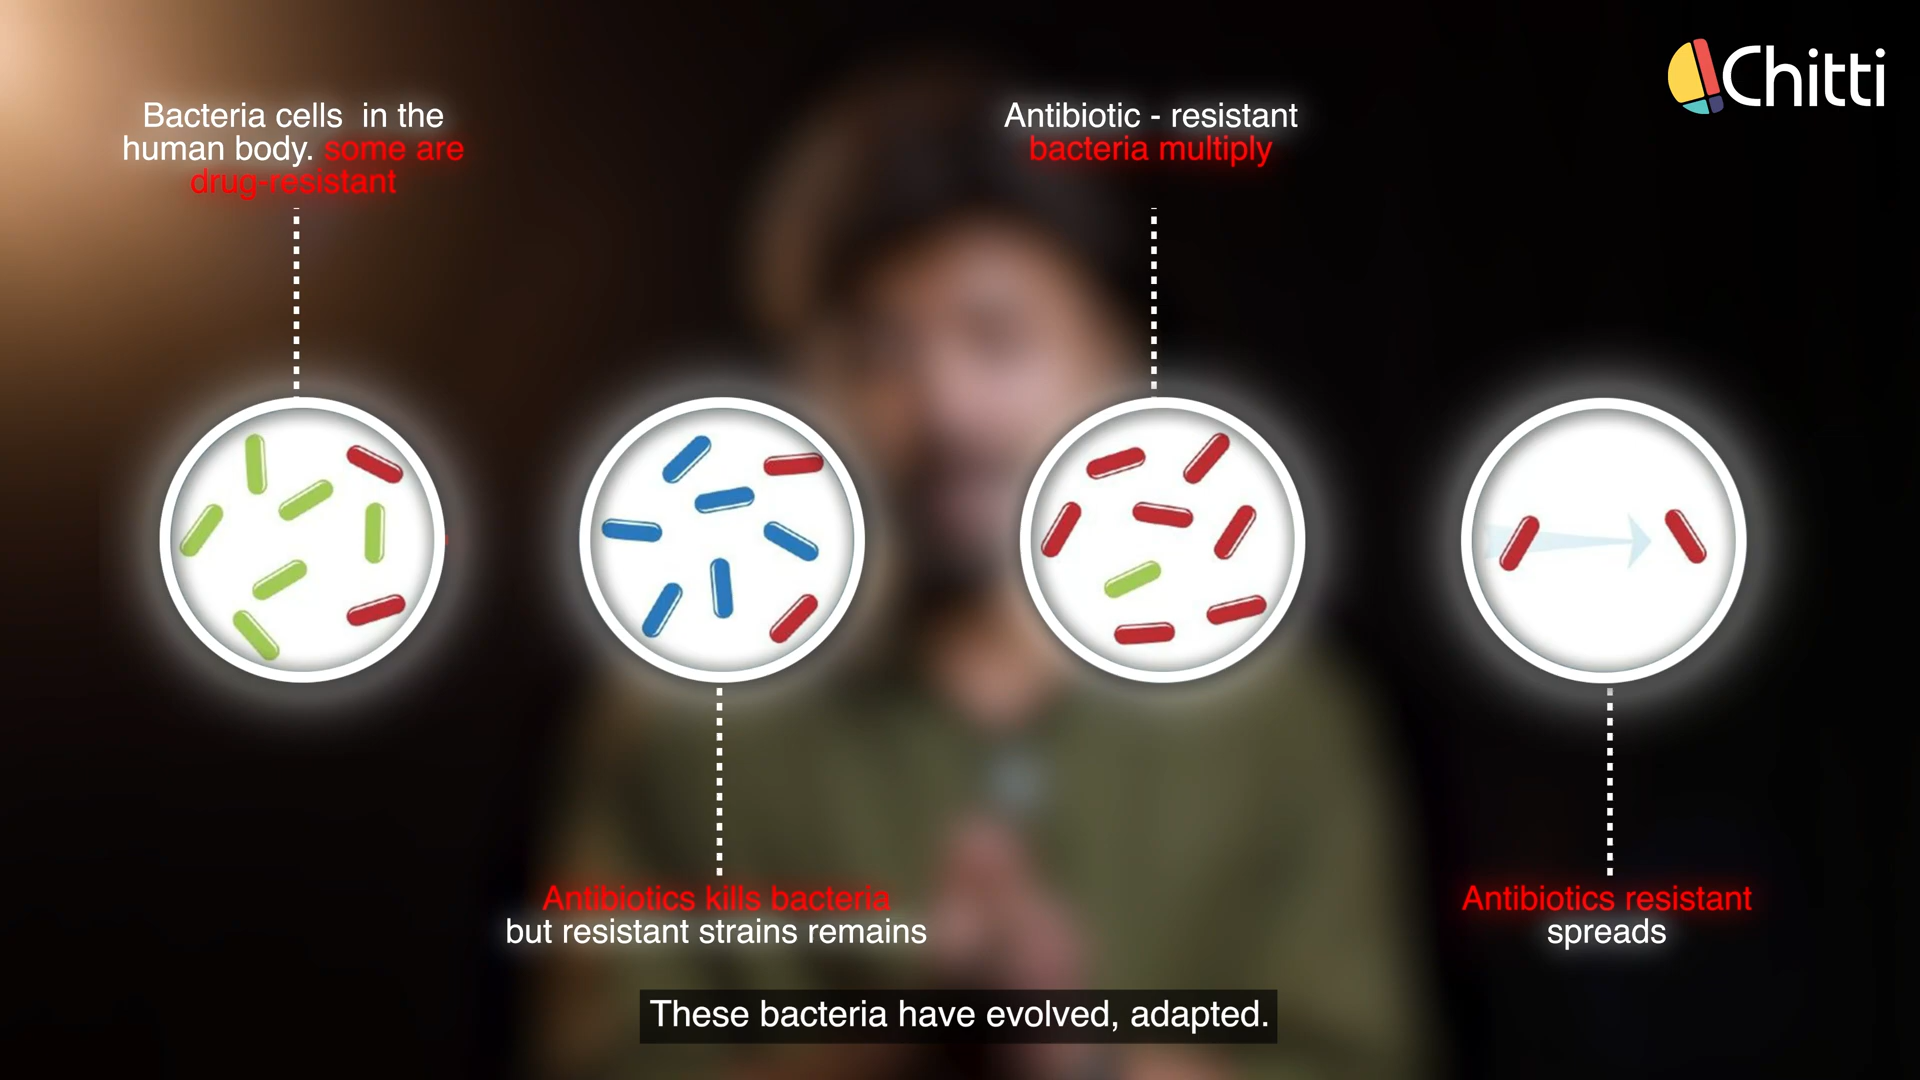 Chitti
Bacteria cells in the
human body. some are
drug-resistant
Antibiotic - resistant
bacteria multiply
Antibiotics kills bacteria
but resistant strains remains
Antibiotics resistant
spreads
These bacteria have evolved, adapted.